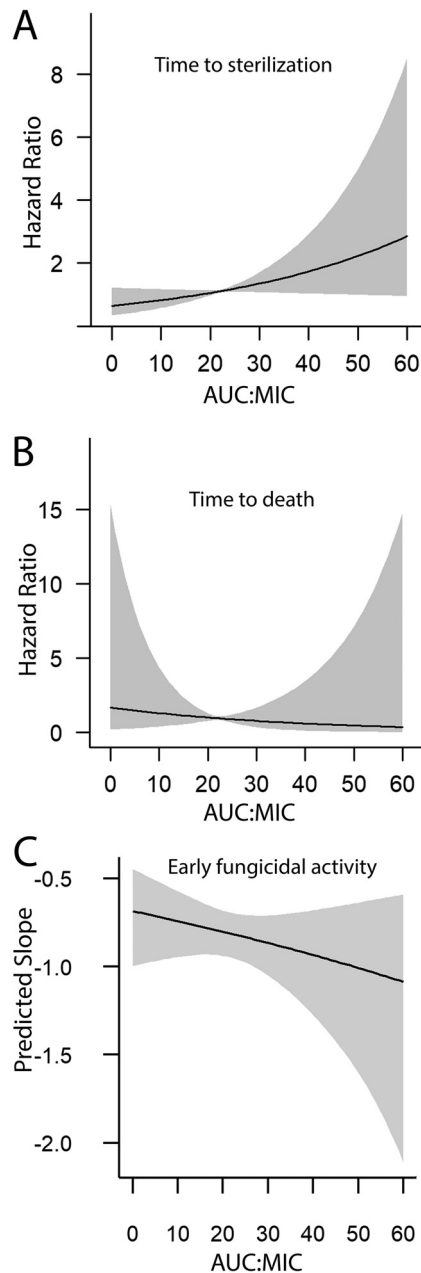 A
Time to sterilization
Hazard Ratio
8
6
4
2
0 10 20 30 40 50 60
AUC:MIC
B
Time to death
Hazard Ratio
15
10
5
0
0 10 20 30 40 50 60
AUC:MIC
C
Early fungicidal activity
Predicted Slope
-0.5
-1.0
-1.5
-2.0
0 10 20 30 40 50 60
AUC:MIC